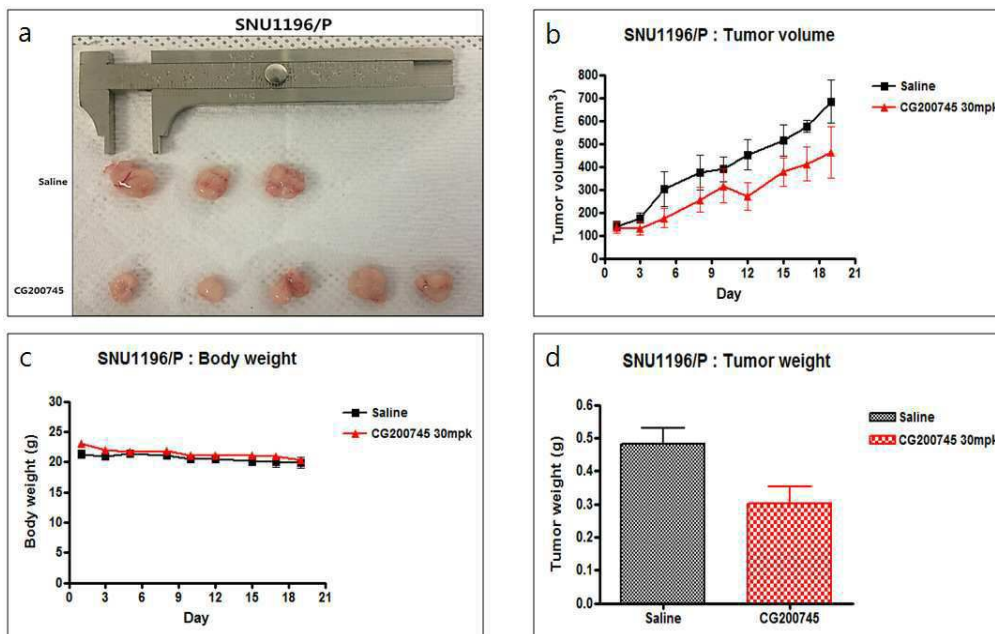 a
SNU1196/P
Saline
CG200745
b
SNU1196/P : Tumor volume
Tumor volume (mm³)
800
700
600
500
400
300
200
100
0
0 3 6 9 12 15 18 21
Day
Saline
CG200745 30mpk
c
SNU1196/P : Body weight
Body weight (g)
30
25
20
15
10
5
0
0 3 6 9 12 15 18 21
Day
Saline
CG200745 30mpk
d
SNU1196/P : Tumor weight
Tumor weight (g)
0.6
0.5
0.4
0.3
0.2
0.1
0.0
Saline CG200745
Saline
CG200745 30mpk